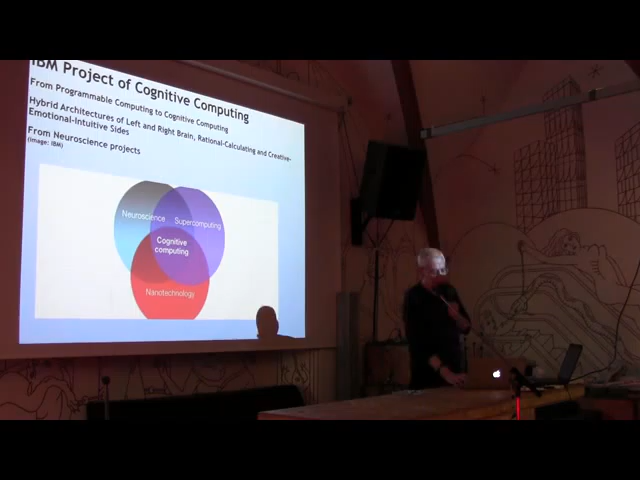 IBM Project of Cognitive Computing
From Programmable Computing to Cognitive Computing
Hybrid Architectures of Left and Right Brain, Rational-Calculating and Creative-
Emotional-Intuitive Sides
From Neuroscience projects
(Image: IBM)
Neuroscience
Supercomputing
Cognitive
computing
Nanotechnology